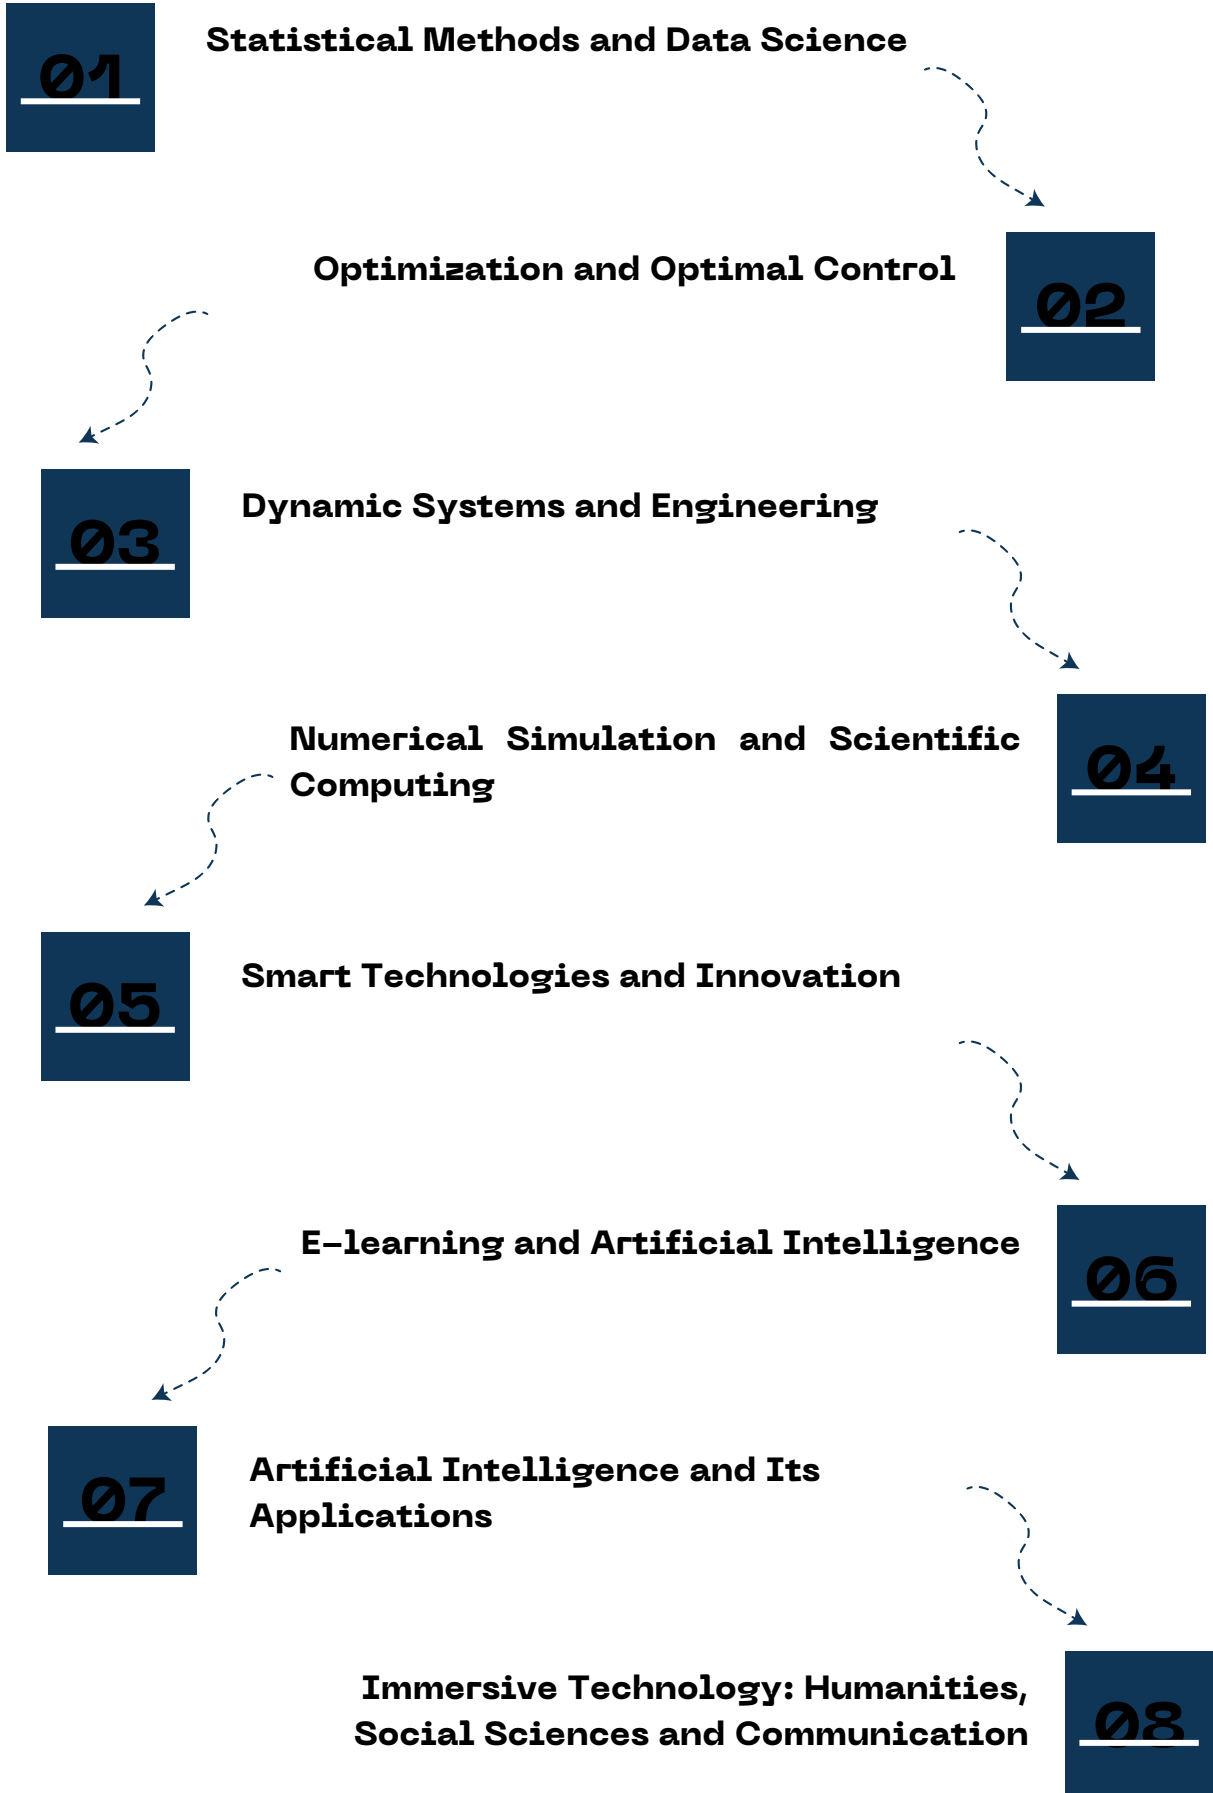 01
Statistical Methods and Data Science
Optimization and Optimal Control
02
03
Dynamic Systems and Engineering
Numerical Simulation and Scientific
Computing
04
05
Smart Technologies and Innovation
E-learning and Artificial Intelligence
06
07
Artificial Intelligence and Its
Applications
Immersive Technology: Humanities,
Social Sciences and Communication
08